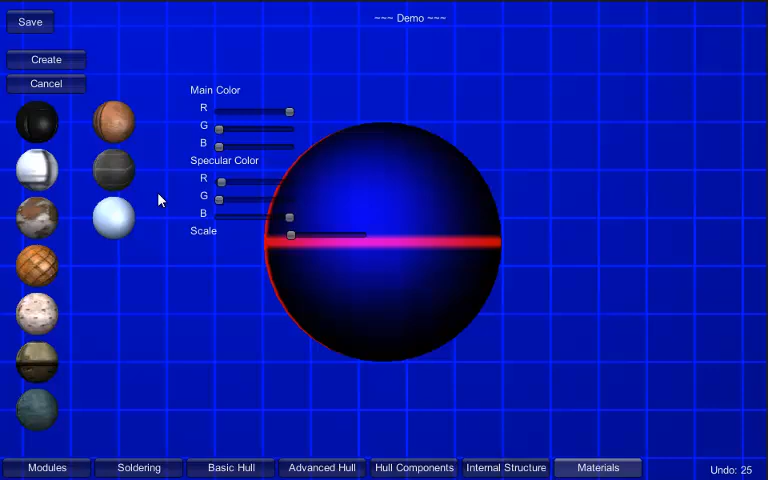 ~~~ Demo ~~~
Save
Create
Cancel
Main Color
R
G
B
Specular Color
R
G
B
Scale
Modules
Soldering
Basic Hull
Advanced Hull
Hull Components
Internal Structure
Materials
Undo: 25